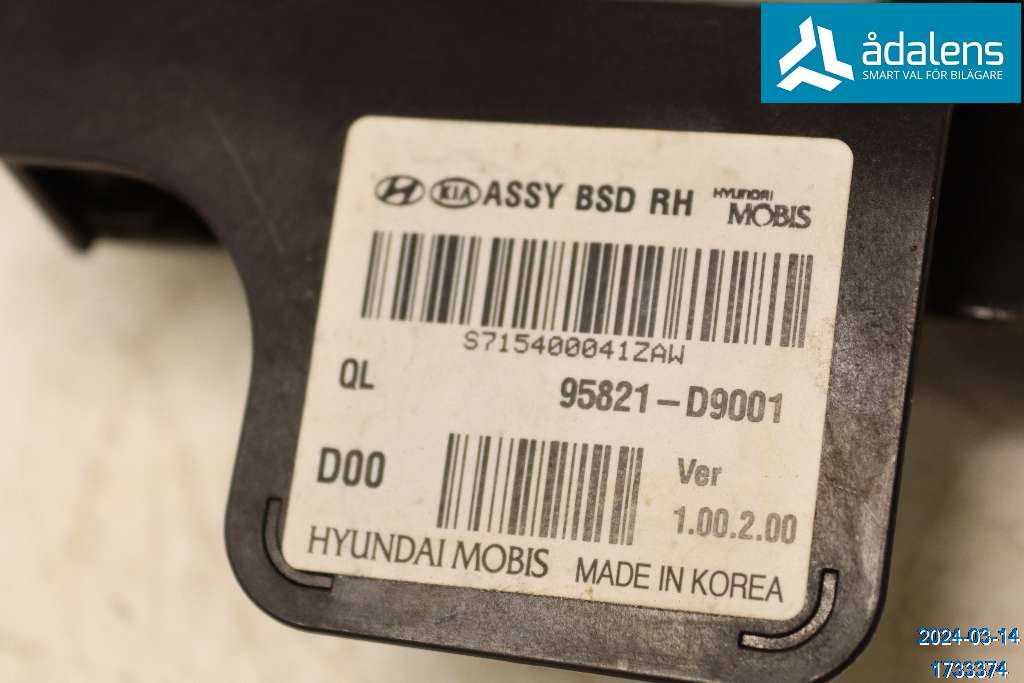 ådalens
SMART VAL FÖR BILÄGARE
KIA ASSY BSD RH HYUNDAI MOBIS
S715400041ZAW
QL 95821-D9001
D00 Ver
1.00.2.00
HYUNDAI MOBIS MADE IN KOREA
2024-03-14
1733374